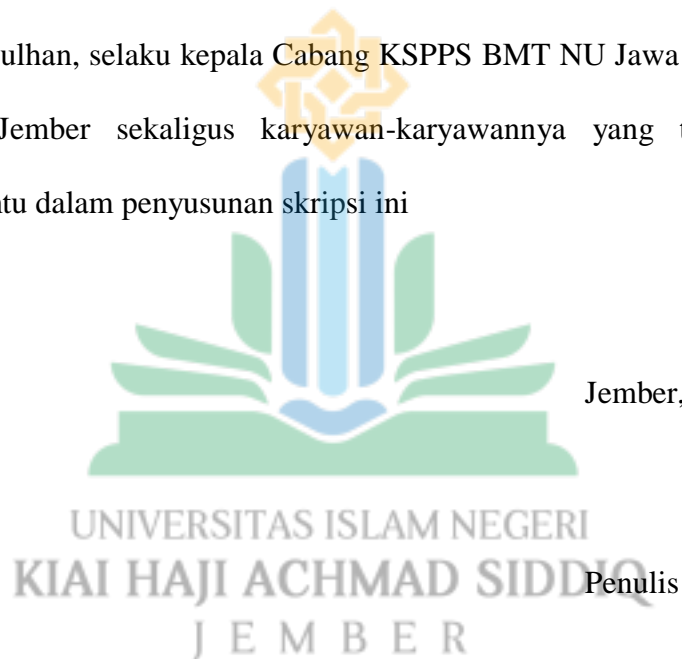 ulhan, selaku kepala Cabang KSPPS BMT NU Jawa
Jember sekaligus karyawan-karyawannya yang
tu dalam penyusunan skripsi ini
Jember,
UNIVERSITAS ISLAM NEGERI
KIAI HAJI ACHMAD SIDDIQ
Penulis
JEMBER